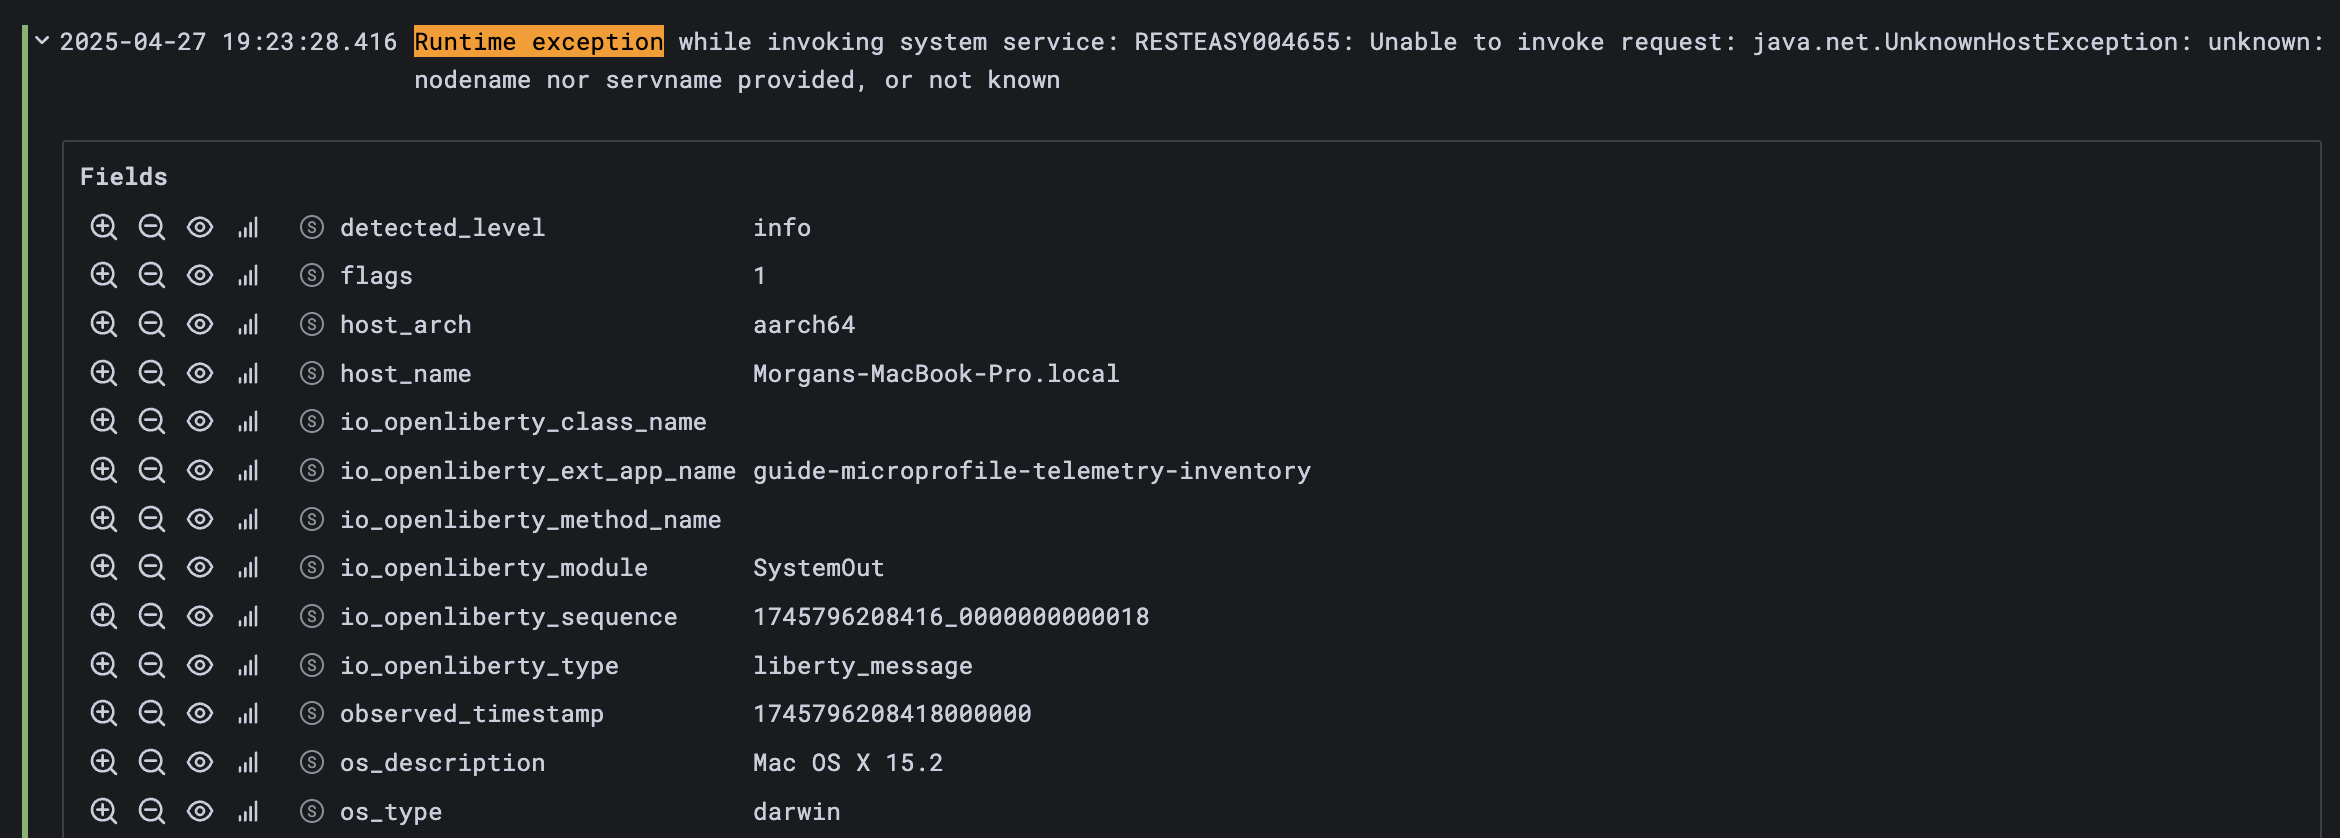 2025-04-27 19:23:28.416 Runtime exception while invoking system service: RESTEASY004655: Unable to invoke request: java.net.UnknownHostException: unknown:
nodename nor servname provided, or not known
Fields
S detected_level info
S flags 1
S host_arch aarch64
S host_name Morgans-MacBook-Pro.local
S io_openliberty_class_name
S io_openliberty_ext_app_name guide-microprofile-telemetry-inventory
S io_openliberty_method_name
S io_openliberty_module SystemOut
S io_openliberty_sequence 1745796208416_0000000000018
S io_openliberty_type liberty_message
S observed_timestamp 1745796208418000000
S os_description Mac OS X 15.2
S os_type darwin